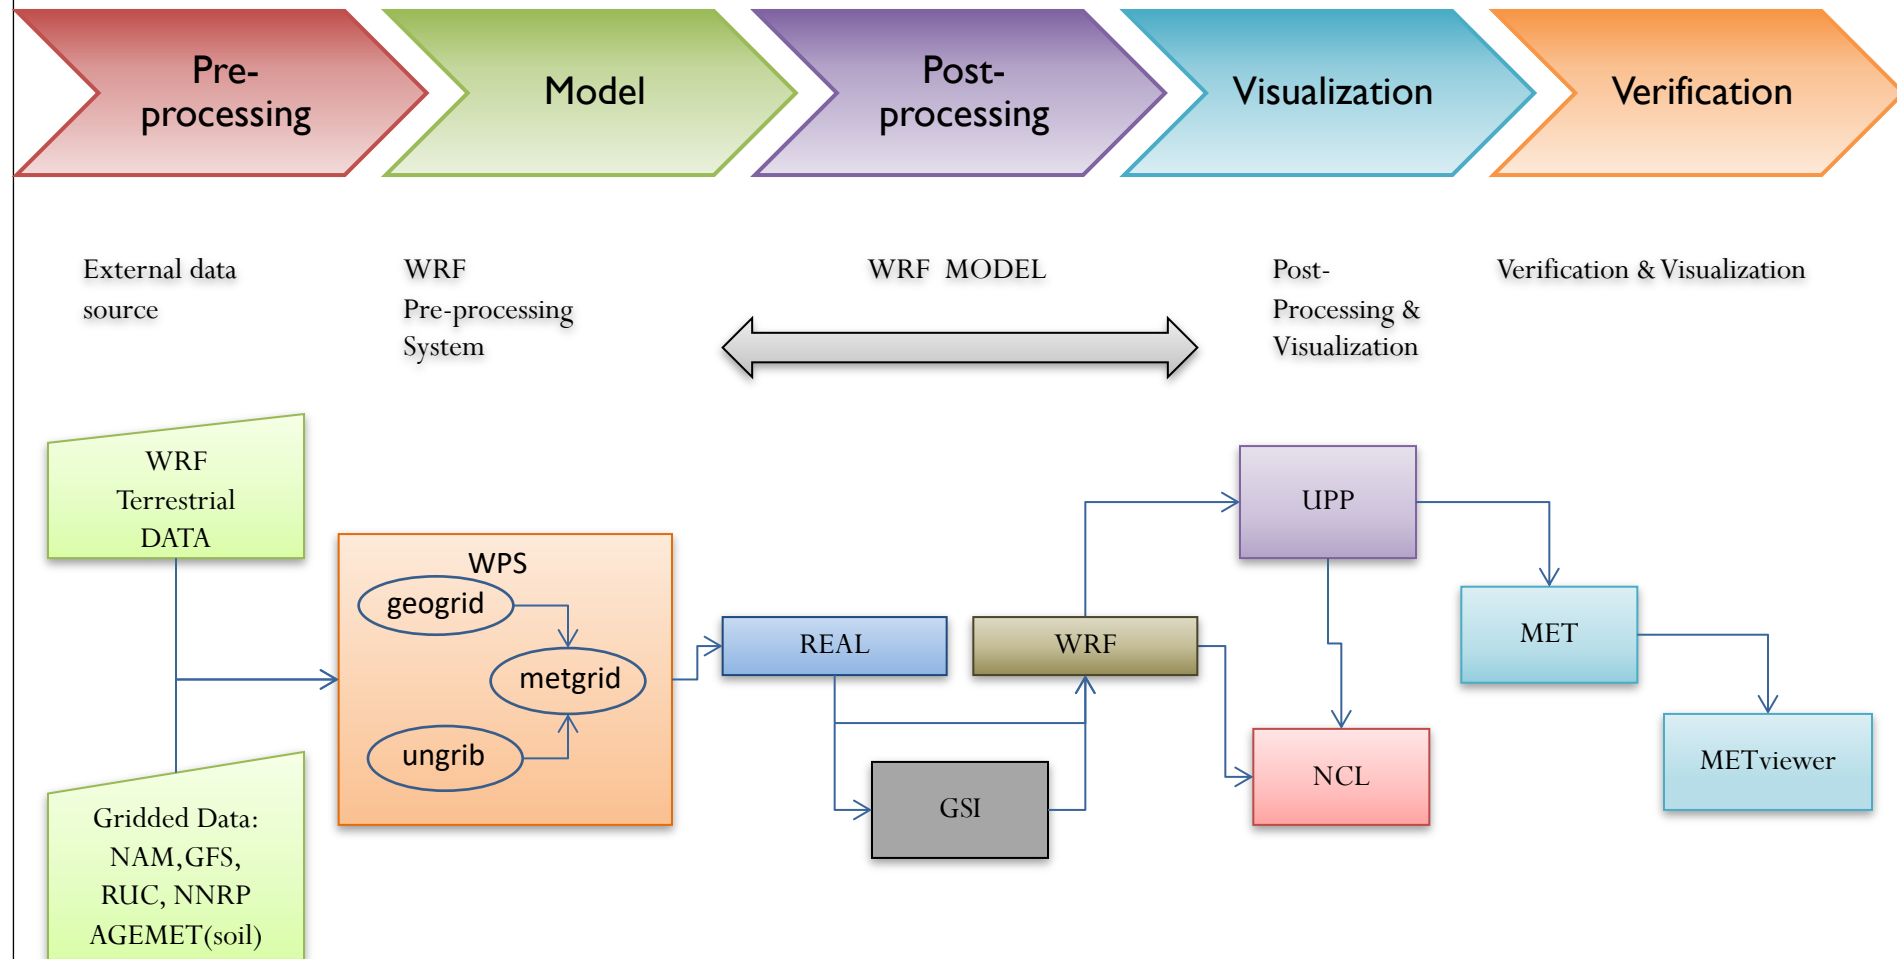 Pre-
processing
Model
Post-
processing
Visualization
Verification
External data
source
WRF
Pre-processing
System
WRF MODEL
Post-
Processing &
Visualization
Verification & Visualization
WRF
Terrestrial
DATA
WPS
geogrid
metgrid
ungrib
REAL
WRF
GSI
UPP
NCL
MET
METviewer
Gridded Data:
NAM,GFS,
RUC, NNRP
AGEMET(soil)